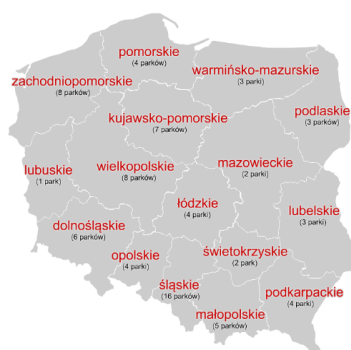 pomorskie
(4 parki)
warmińsko-mazurskie
(3 parki)
zachodniopomorskie
(8 parków)
podlaskie
(3 parków)
kujawsko-pomorskie
(7 parków)
mazowieckie
(2 parki)
wielkopolskie
(8 parków)
lubuskie
(1 park)
łódzkie
(4 parki)
lubelskie
(3 parki)
dolnośląskie
(6 parków)
świetokrzyskie
(2 park)
opolskie
(4 parki)
śląskie
(16 parków)
podkarpackie
(4 parki)
małopolskie
(5 parków)